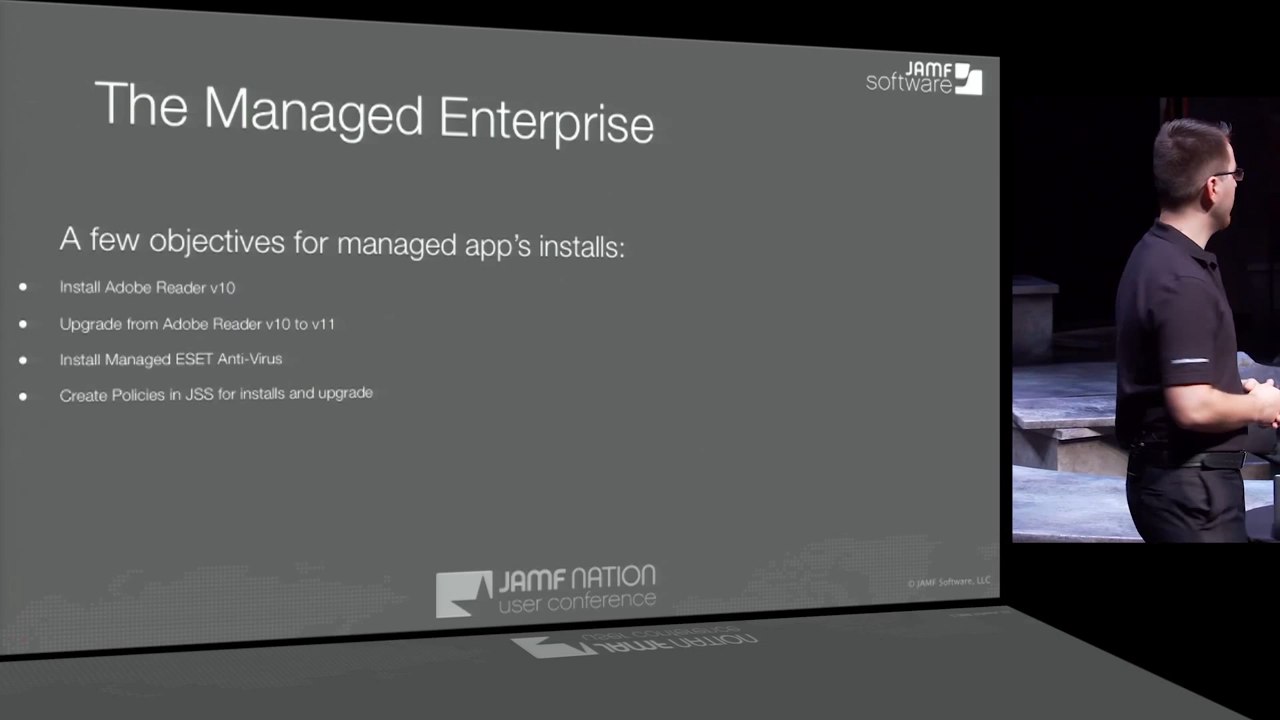 JAMF
software
The Managed Enterprise
A few objectives for managed app's installs:
Install Adobe Reader v10
Upgrade from Adobe Reader v10 to v11
Install Managed ESET Anti-Virus
Create Policies in JSS for installs and upgrade
JAMF NATION
user conference
© JAMF Software, LLC